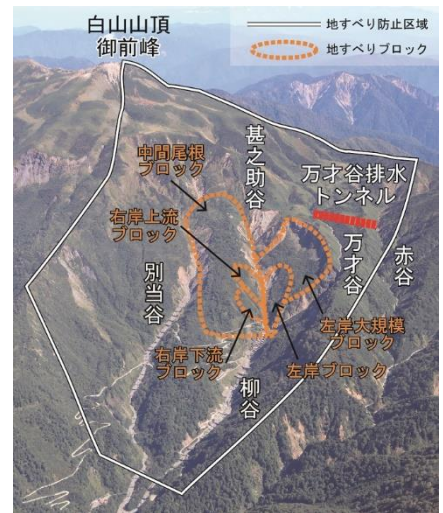 白山山頂
御前峰
地すべり防止区域
地すべりブロック
甚之助谷
中間尾根
ブロック
万才谷排水
トンネル
右岸上流
ブロック
万才谷
赤谷
別当谷
左岸大規模
ブロック
右岸下流
ブロック
左岸ブロック
柳谷